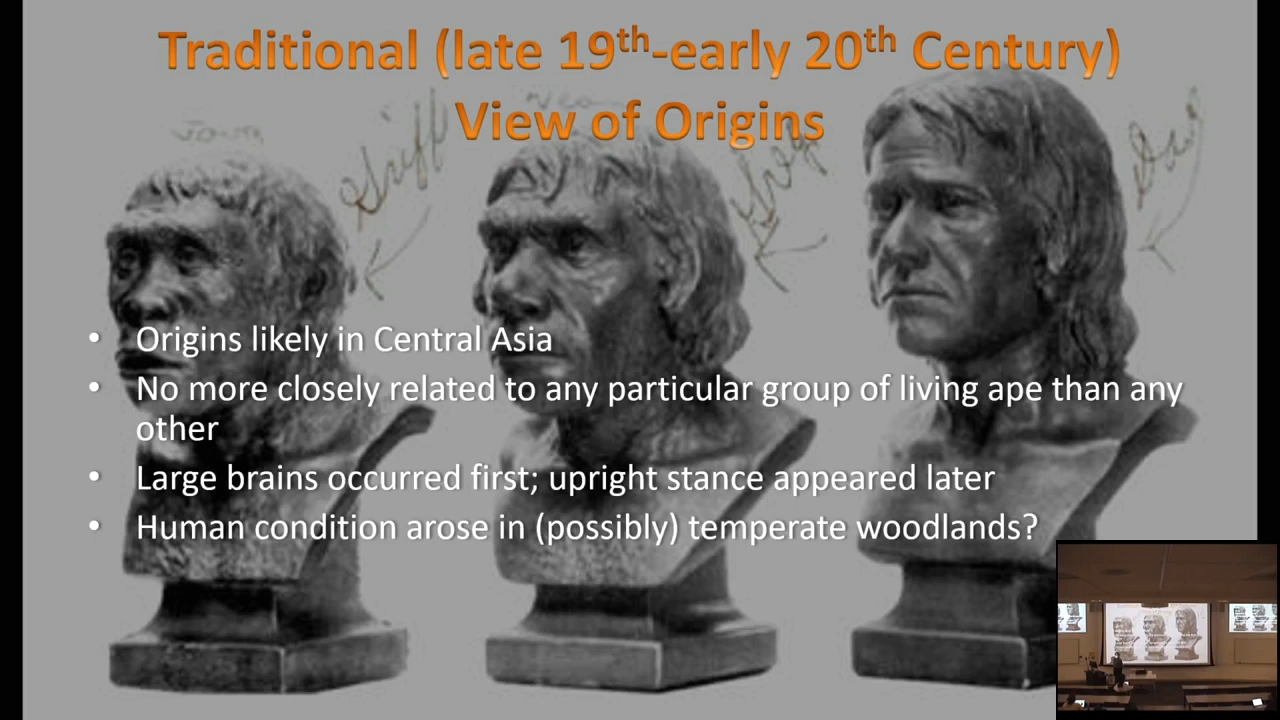 Traditional (late 19th-early 20th Century)
View of Origins
• Origins likely in Central Asia
• No more closely related to any particular group of living ape than any
other
• Large brains occurred first; upright stance appeared later
• Human condition arose in (possibly) temperate woodlands?